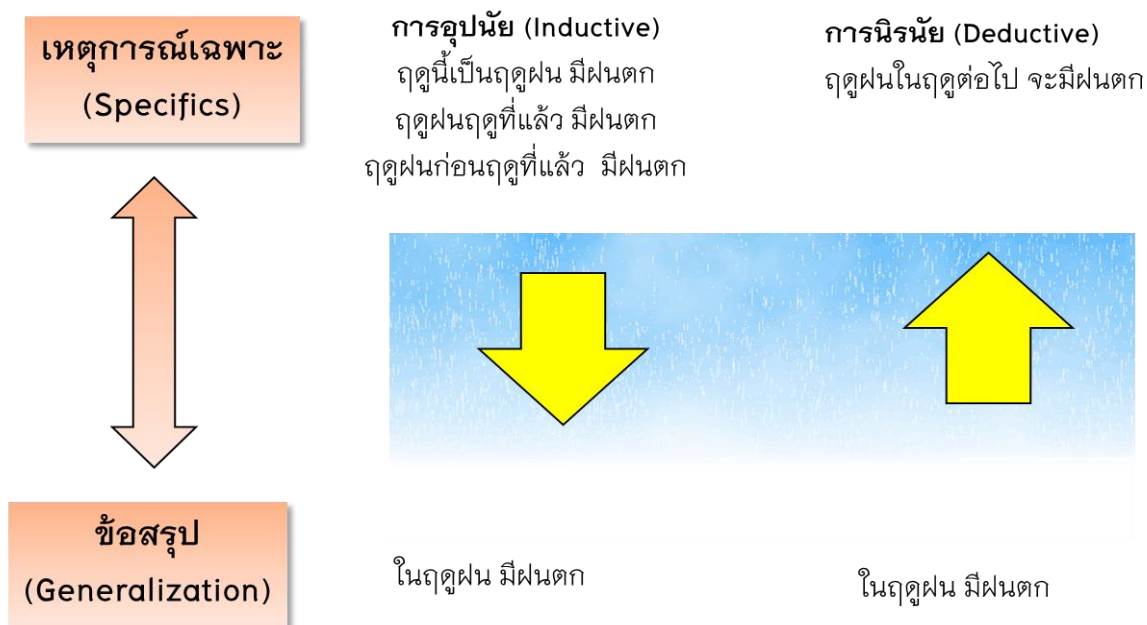 เหตุการณ์เฉพาะ
(Specifics)
การอุปนัย (Inductive)
ฤดูนี้เป็นฤดูฝน มีฝนตก
ฤดูฝนฤดูที่แล้ว มีฝนตก
ฤดูฝนก่อนฤดูที่แล้ว มีฝนตก
การนิรนัย (Deductive)
ฤดูฝนในฤดูต่อไป จะมีฝนตก
ข้อสรุป
(Generalization)
ในฤดูฝน มีฝนตก
ในฤดูฝน มีฝนตก